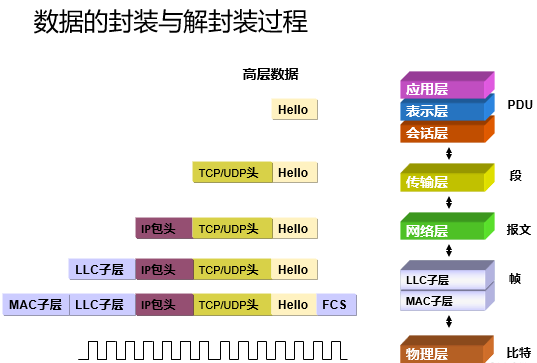 数据的封装与解封装过程
高层数据
应用层
Hello
表示层
PDU
会话层
TCP/UDP头 Hello
传输层
段
IP包头 TCP/UDP头 Hello
网络层
报文
LLC子层 IP包头 TCP/UDP头 Hello
LLC子层
帧
MAC子层 LLC子层 IP包头 TCP/UDP头 Hello FCS
MAC子层
物理层
比特